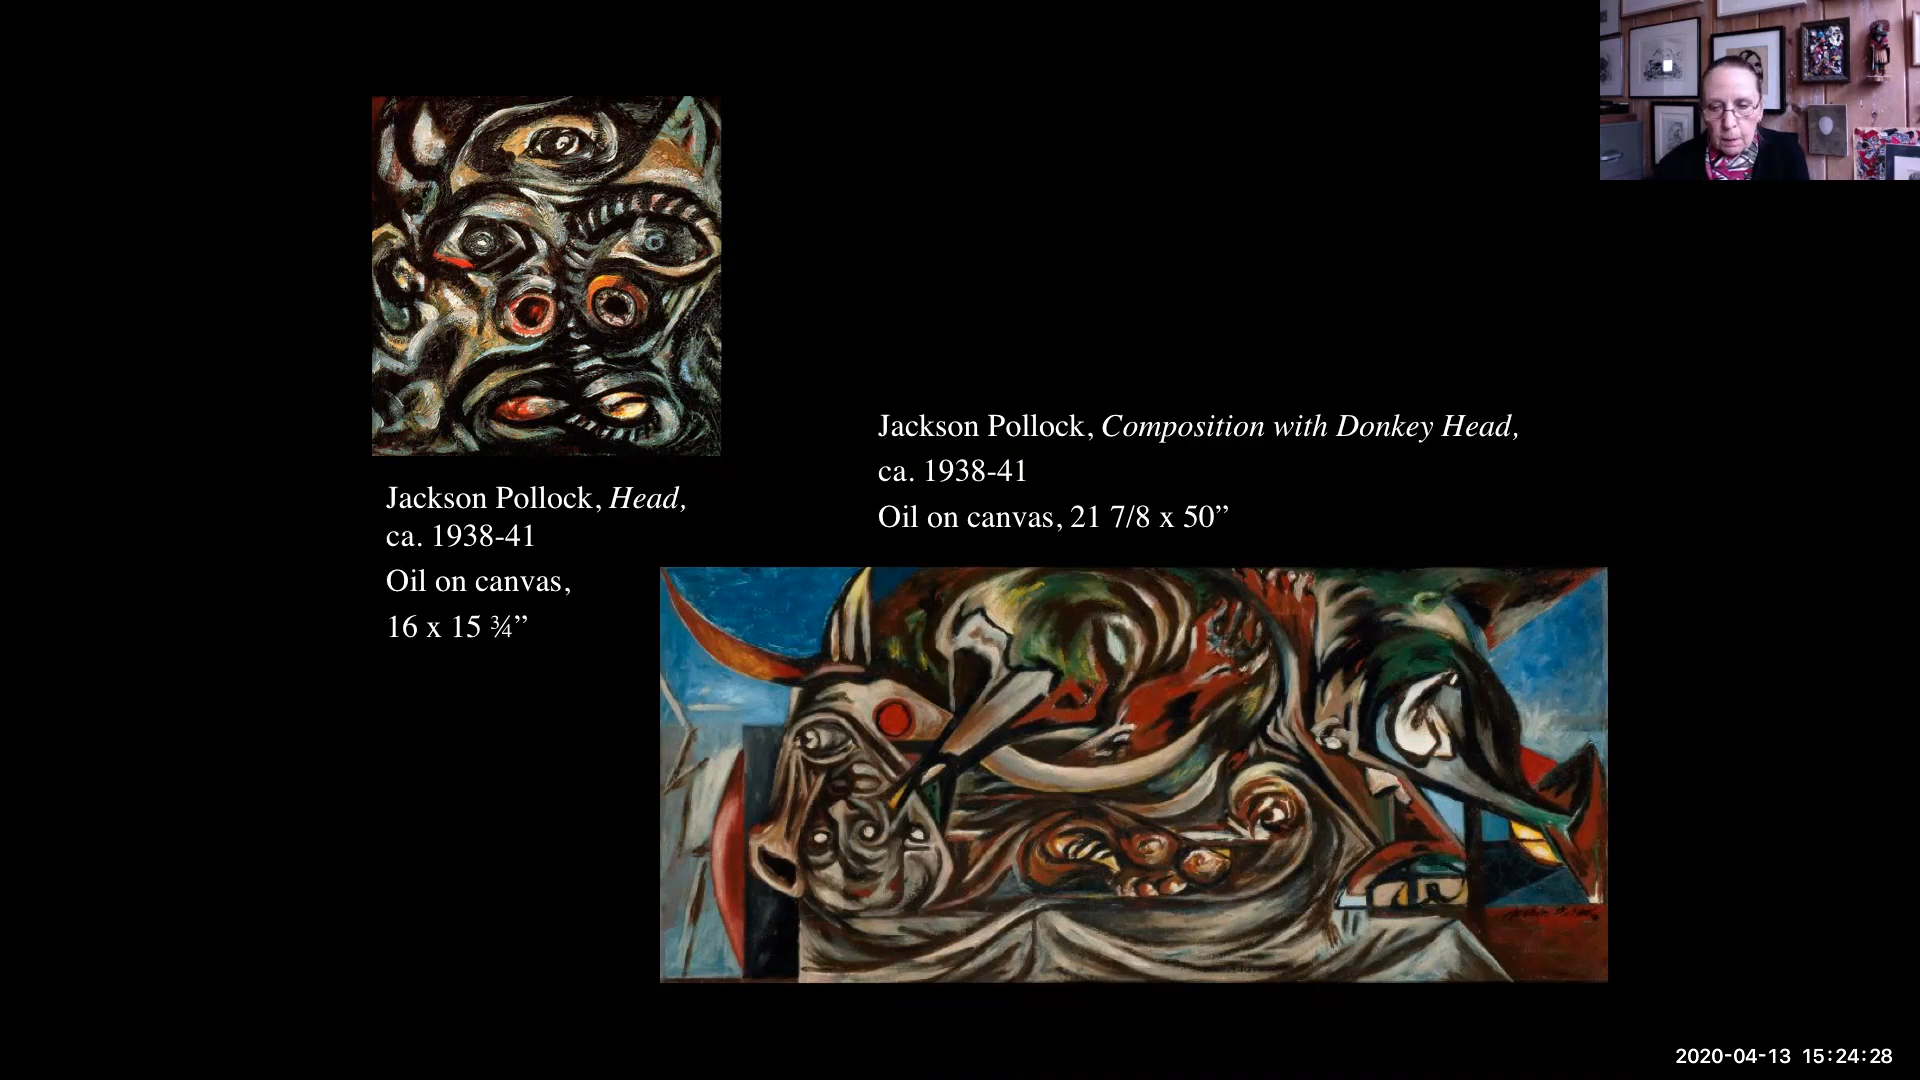 Jackson Pollock, Head,
ca. 1938-41
Oil on canvas,
16 x 15 ¾”
Jackson Pollock, Composition with Donkey Head,
ca. 1938-41
Oil on canvas, 21 7/8 x 50”
2020-04-13 15:24:28